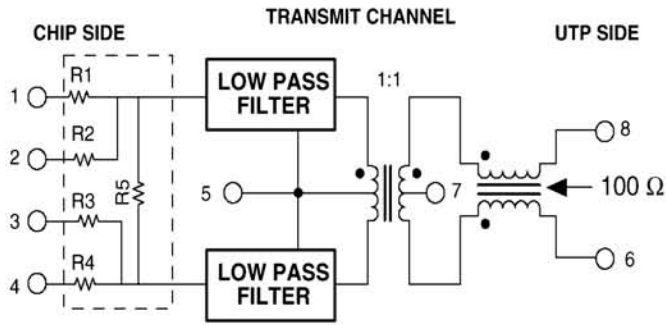 TRANSMIT CHANNEL
CHIP SIDE
UTP SIDE
R1
LOW PASS
FILTER
1:1
1
R2
8
2
R5
5
7
100 Ω
R3
3
R4
LOW PASS
FILTER
6
4